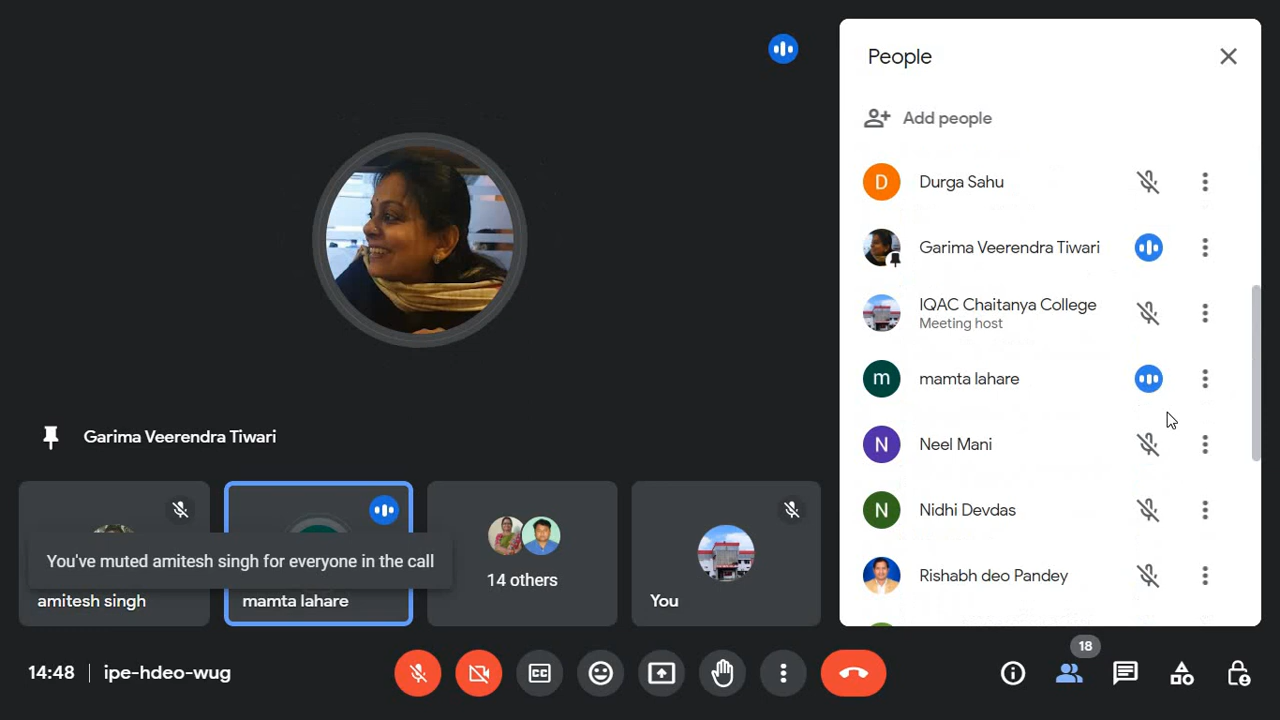 People
Add people
D
Durga Sahu
Garima Veerendra Tiwari
IQAC Chaitanya College
Meeting host
m
mamta lahare
N
Neel Mani
N
Nidhi Devdas
Rishabh deo Pandey
Garima Veerendra Tiwari
You've muted amitesh singh for everyone in the call
amitesh singh
mamta lahare
14 others
You
14:48
ipe-hdeo-wug
18